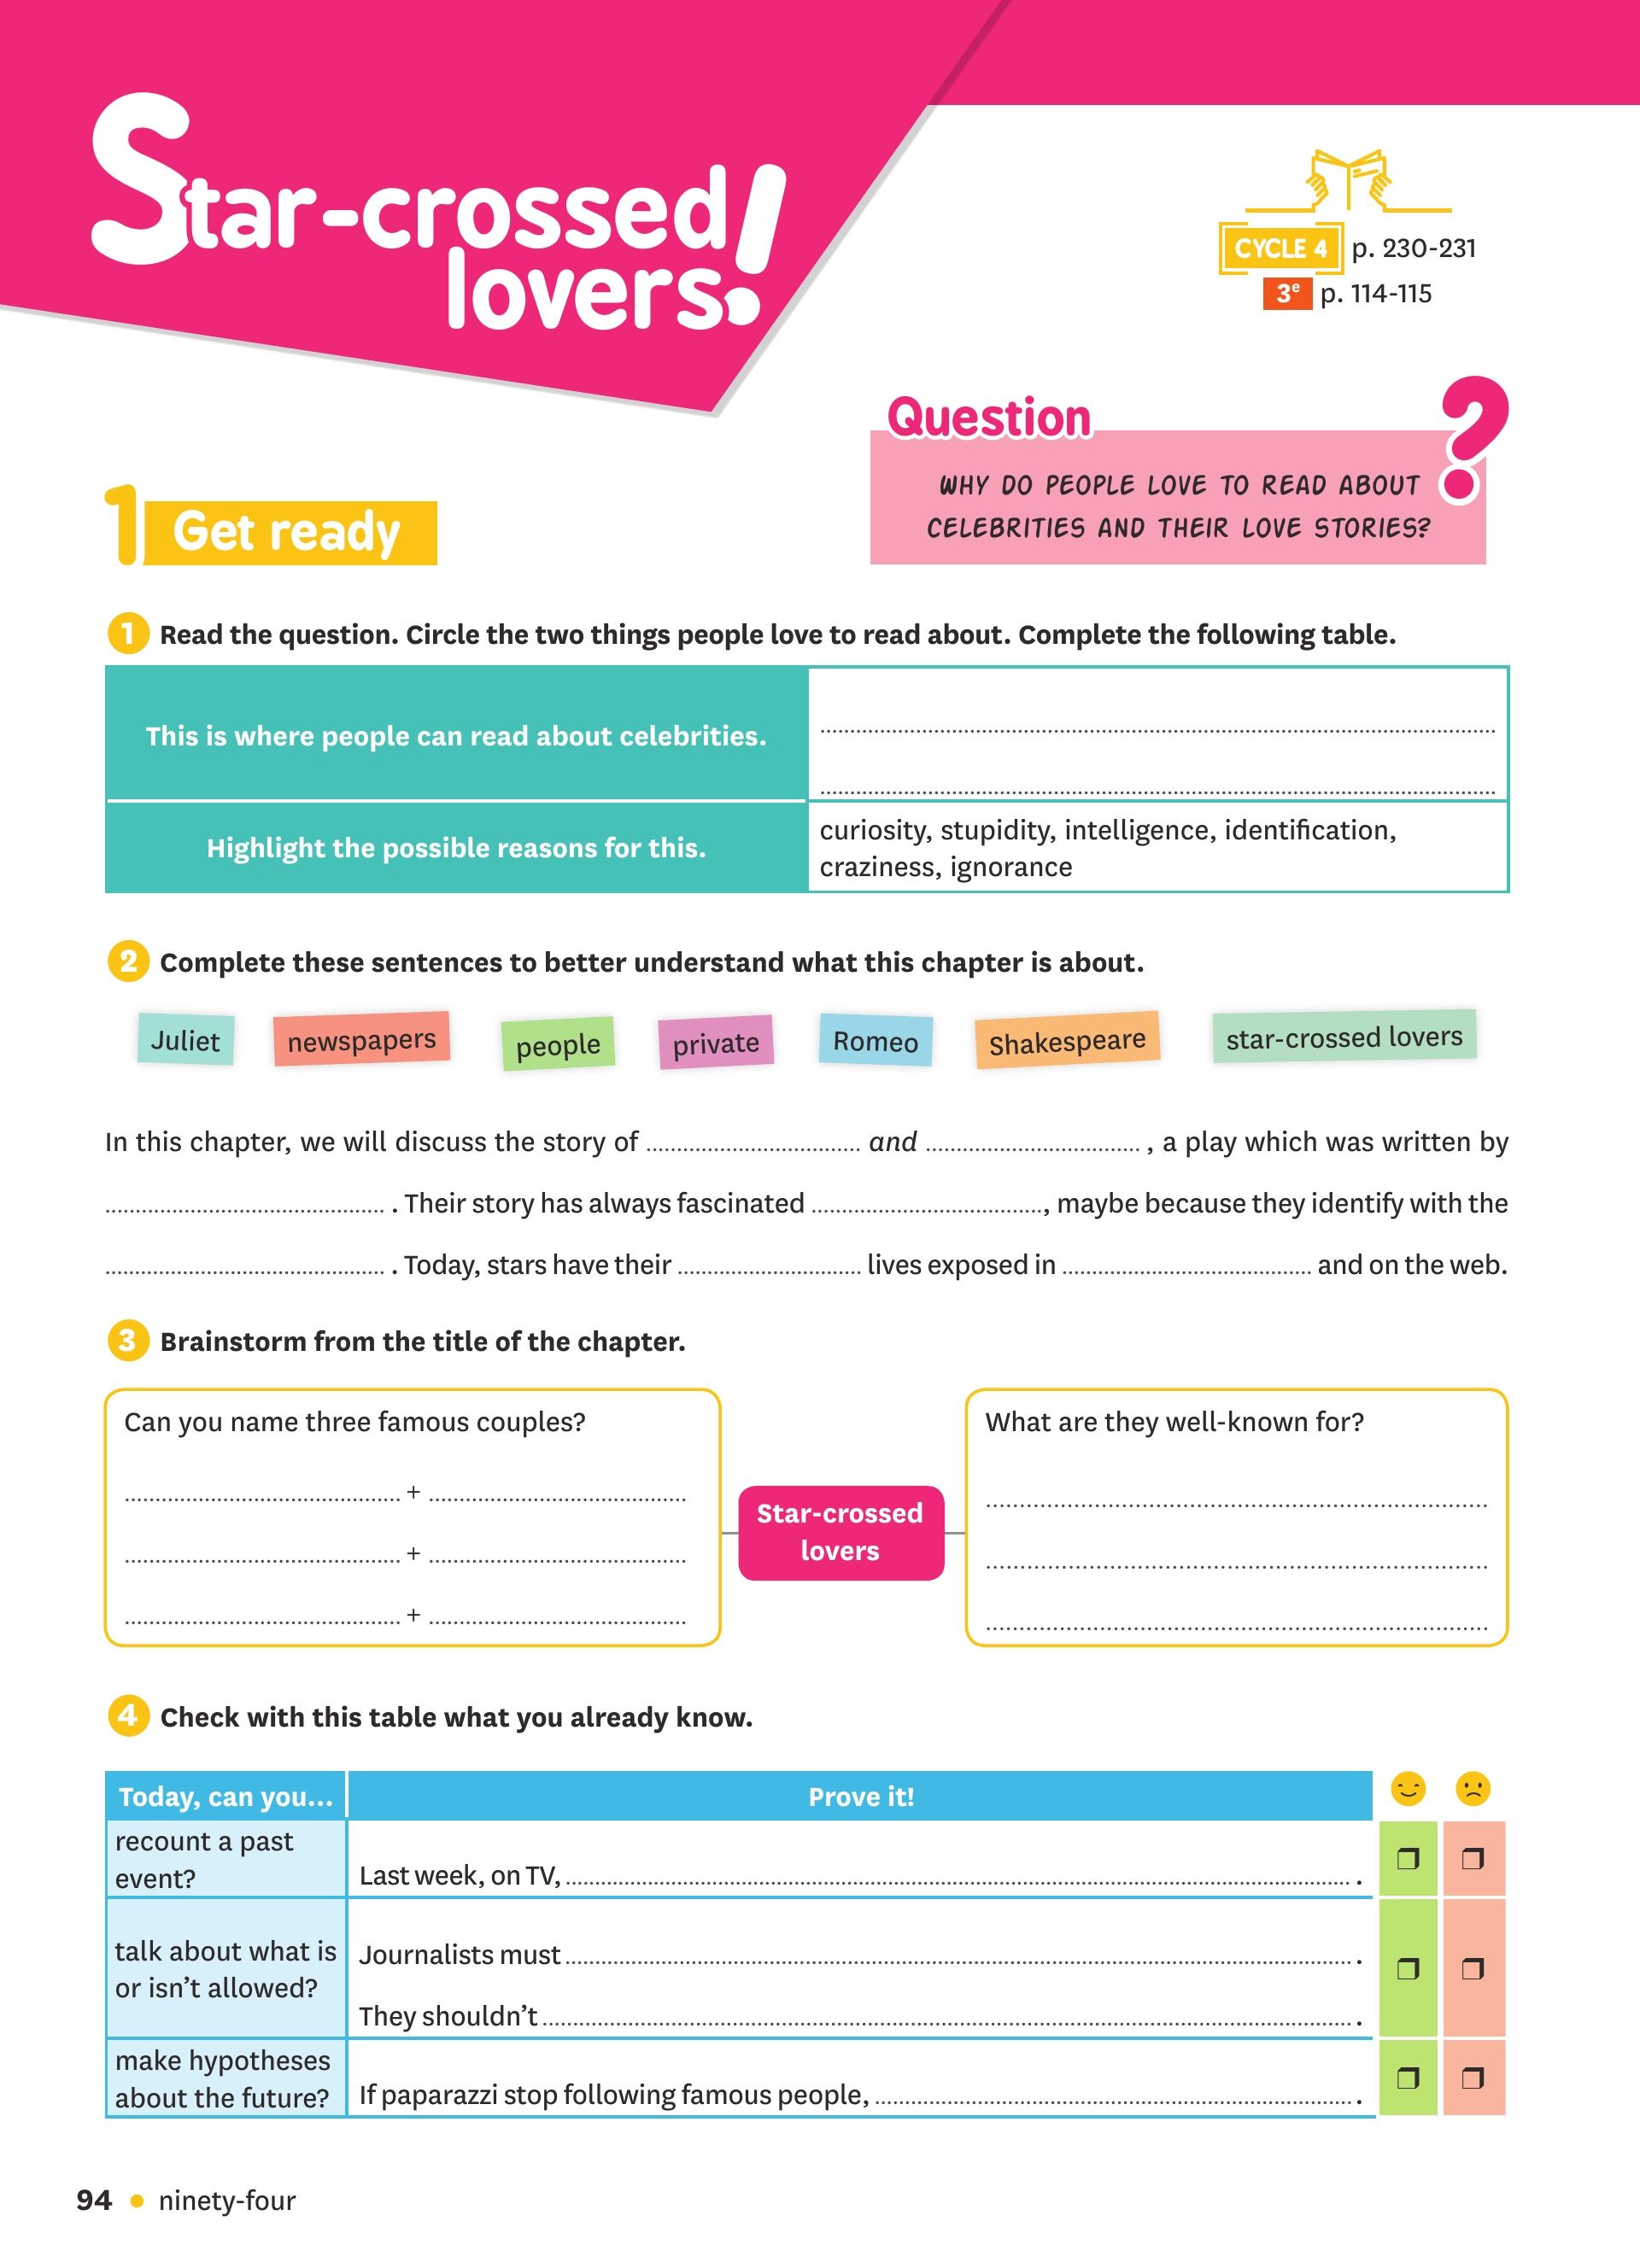 Star-crossed
lovers!
CYCLE 4 p. 230-231
3e p. 114-115
Question
?
WHY DO PEOPLE LOVE TO READ ABOUT
CELEBRITIES AND THEIR LOVE STORIES?
1 Get ready
1 Read the question. Circle the two things people love to read about. Complete the following table.
This is where people can read about celebrities.
Highlight the possible reasons for this.
curiosity, stupidity, intelligence, identification,
craziness, ignorance
2 Complete these sentences to better understand what this chapter is about.
Juliet newspapers people private Romeo Shakespeare star-crossed lovers
In this chapter, we will discuss the story of .................... and .................... , a play which was written by
.................... . Their story has always fascinated ...................., maybe because they identify with the
.................... . Today, stars have their .................... lives exposed in .................... and on the web.
3 Brainstorm from the title of the chapter.
Can you name three famous couples?
.................... + ....................
.................... + ....................
.................... + ....................
Star-crossed
lovers
What are they well-known for?
4 Check with this table what you already know.
Today, can you... Prove it!
recount a past
event?
Last week, on TV, .................... .
talk about what is
or isn't allowed?
Journalists must .................... .
They shouldn't .................... .
make hypotheses
about the future?
If paparazzi stop following famous people, .................... .
94 • ninety-four